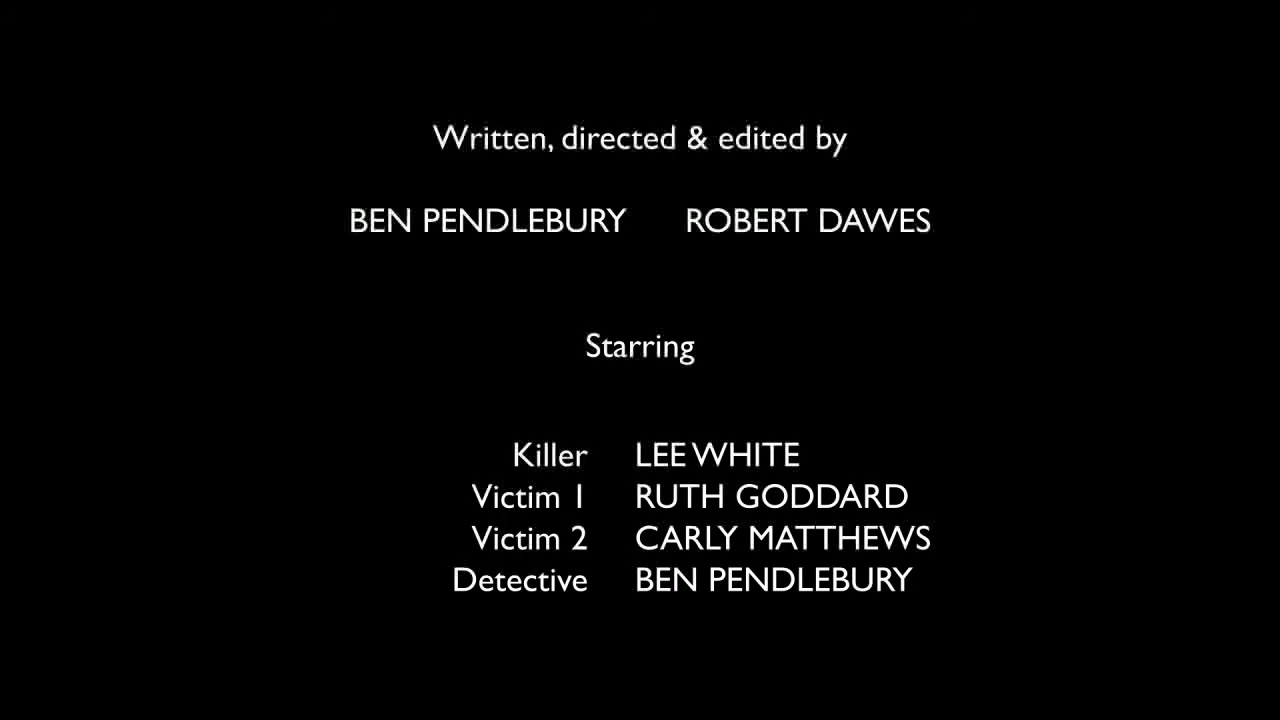 Written, directed & edited by
BEN PENDLEBURY ROBERT DAWES
Starring
Killer LEE WHITE
Victim 1 RUTH GODDARD
Victim 2 CARLY MATTHEWS
Detective BEN PENDLEBURY